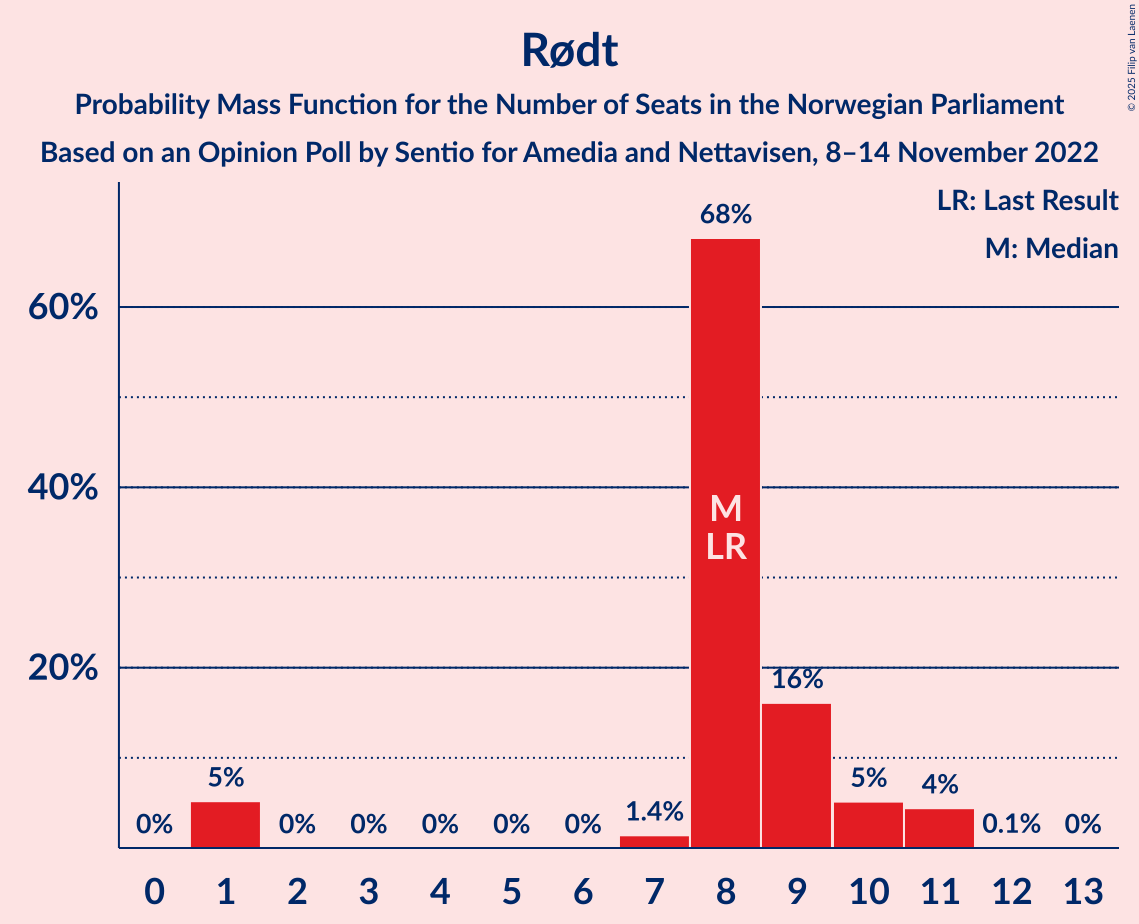 Rødt
Probability Mass Function for the Number of Seats in the Norwegian Parliament
Based on an Opinion Poll by Sentio for Amedia and Nettavisen, 8–14 November 2022
© 2025 Filip van Laenen
LR: Last Result
M: Median
60%
40%
20%
0%
5%
0%
0%
0%
0%
0%
1.4%
68%
16%
5%
4%
0.1%
0%
M
LR
0 1 2 3 4 5 6 7 8 9 10 11 12 13